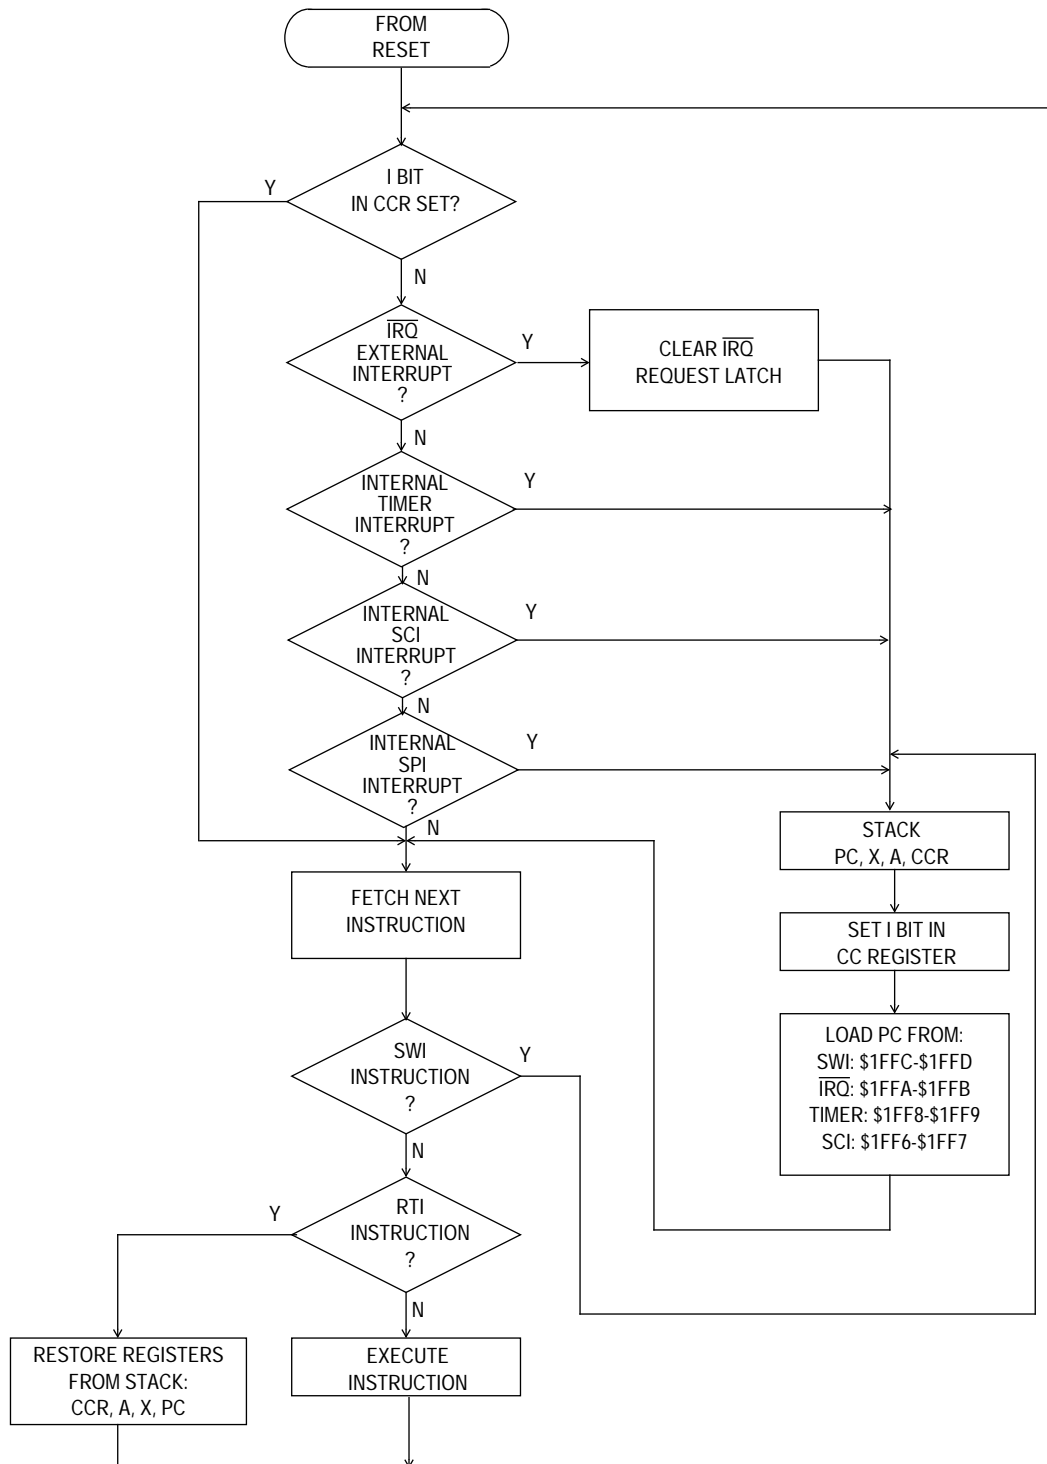 FROM
RESET
I BIT
IN CCR SET?
Y
N
IRQ
EXTERNAL
INTERRUPT
?
Y
CLEAR IRQ
REQUEST LATCH
N
INTERNAL
TIMER
INTERRUPT
?
Y
N
INTERNAL
SCI
INTERRUPT
?
Y
N
INTERNAL
SPI
INTERRUPT
?
Y
N
STACK
PC, X, A, CCR
FETCH NEXT
INSTRUCTION
SET I BIT IN
CC REGISTER
SWI
INSTRUCTION
?
Y
LOAD PC FROM:
SWI: $1FFC-$1FFD
IRQ: $1FFA-$1FFB
TIMER: $1FF8-$1FF9
SCI: $1FF6-$1FF7
N
Y
RTI
INSTRUCTION
?
N
RESTORE REGISTERS
FROM STACK:
CCR, A, X, PC
EXECUTE
INSTRUCTION